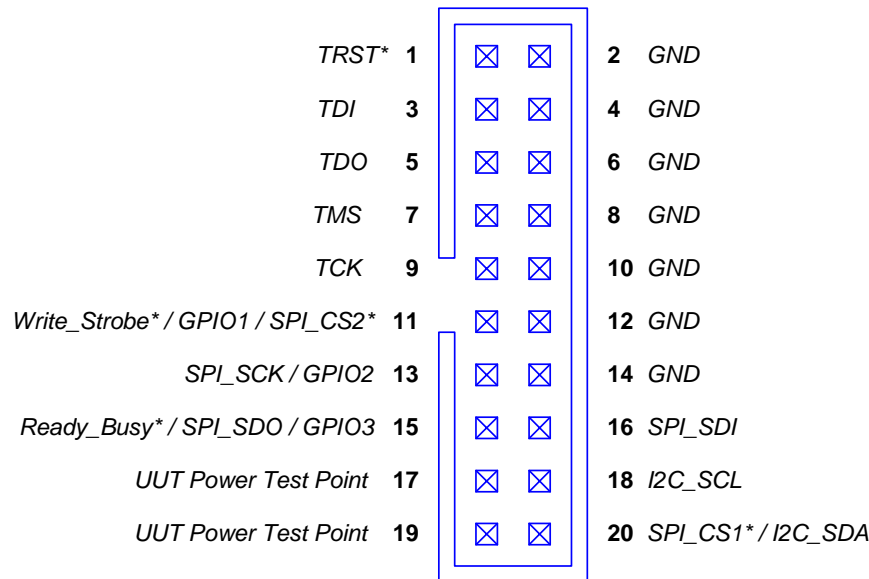 TRST* 1 2 GND
TDI 3 4 GND
TDO 5 6 GND
TMS 7 8 GND
TCK 9 10 GND
Write_Strobe* / GPIO1 / SPI_CS2* 11 12 GND
SPI_SCK / GPIO2 13 14 GND
Ready_Busy* / SPI_SDO / GPIO3 15 16 SPI_SDI
UUT Power Test Point 17 18 I2C_SCL
UUT Power Test Point 19 20 SPI_CS1* / I2C_SDA